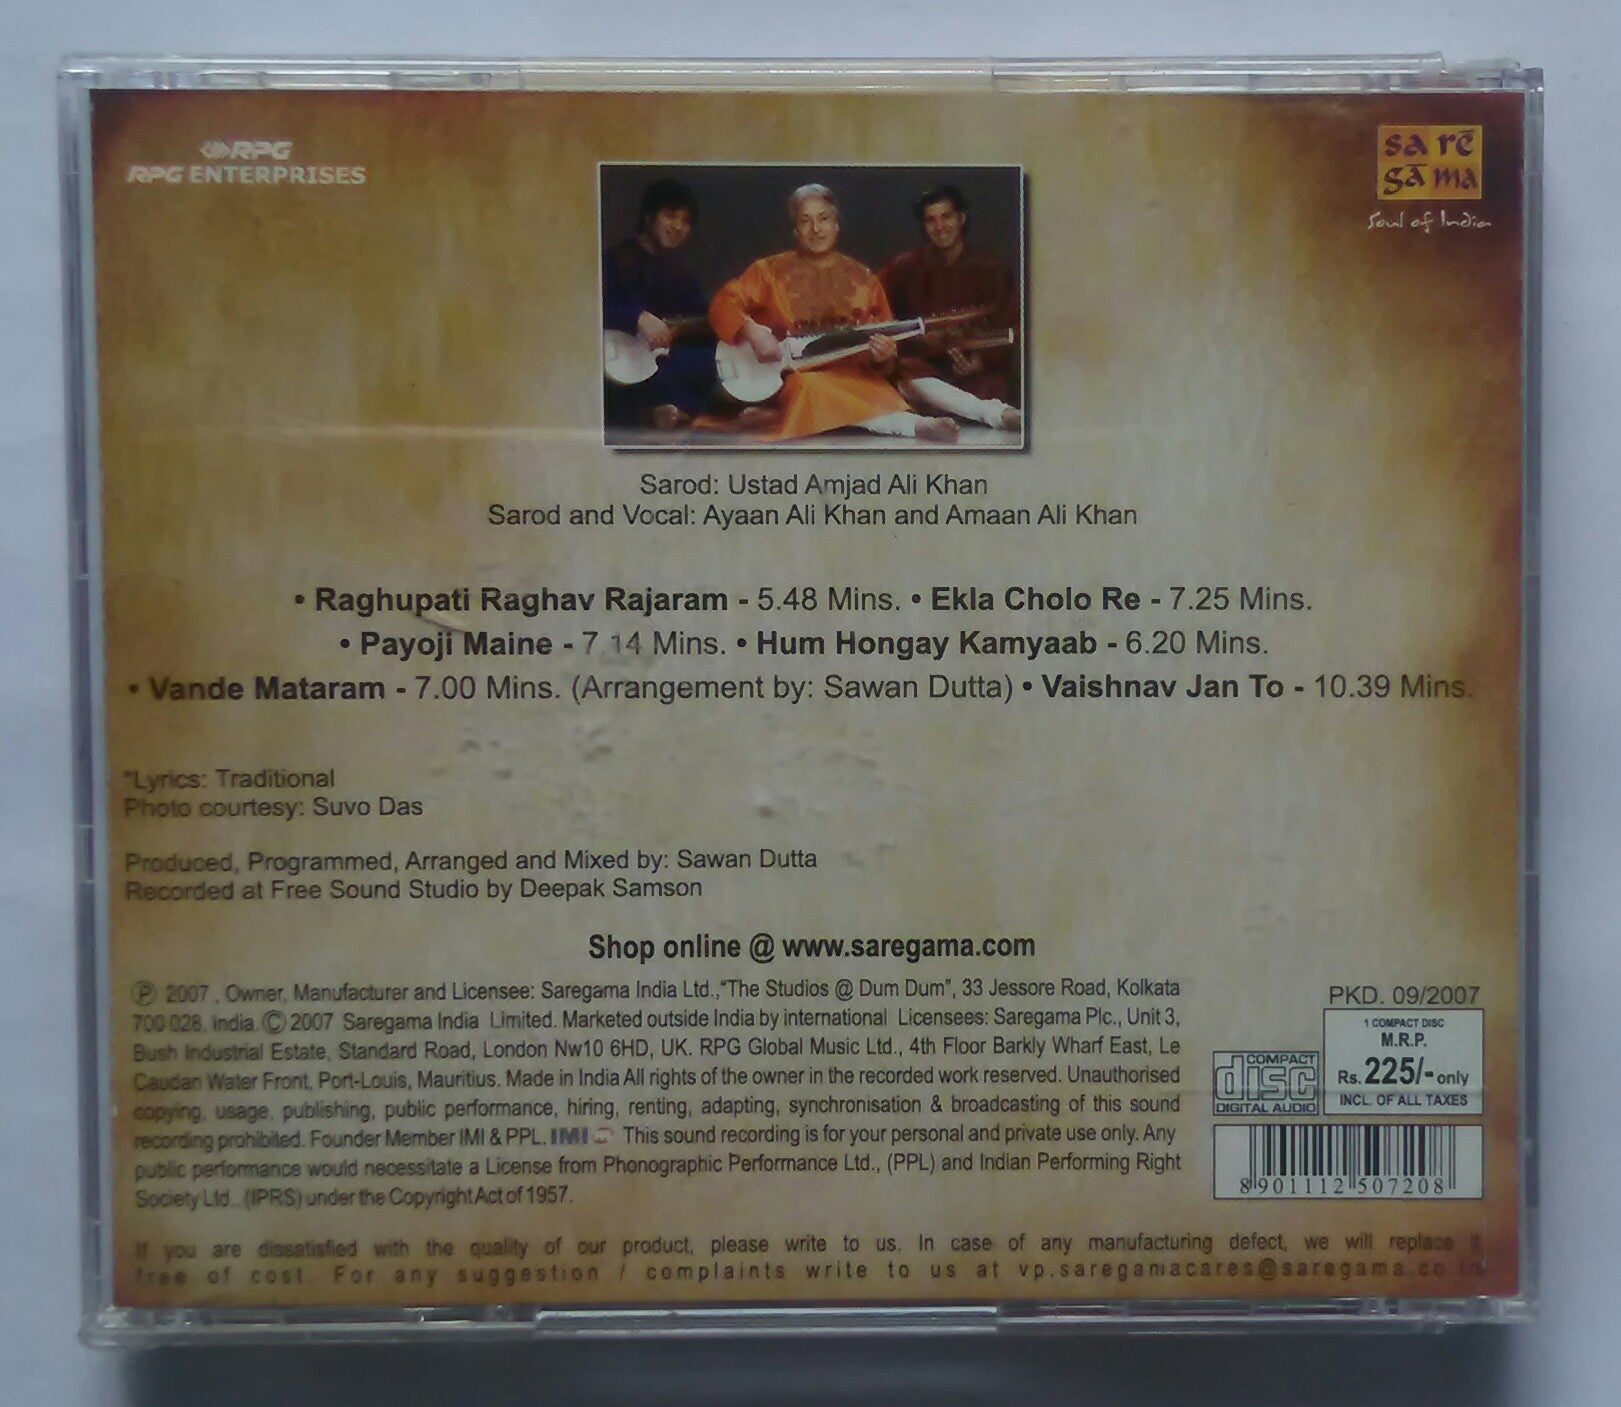 RPG
RPG ENTERPRISES
sa rē
gā ma
Soul of India
Sarod: Ustad Amjad Ali Khan
Sarod and Vocal: Ayaan Ali Khan and Amaan Ali Khan
• Raghupati Raghav Rajaram - 5.48 Mins. • Ekla Cholo Re - 7.25 Mins.
• Payoji Maine - 7.14 Mins. • Hum Hongay Kamyaab - 6.20 Mins.
• Vande Mataram - 7.00 Mins. (Arrangement by: Sawan Dutta) • Vaishnav Jan To - 10.39 Mins.
*Lyrics: Traditional
Photo courtesy: Suvo Das
Produced, Programmed, Arranged and Mixed by: Sawan Dutta
Recorded at Free Sound Studio by Deepak Samson
Shop online @ www.saregama.com
Ⓟ 2007 , Owner, Manufacturer and Licensee: Saregama India Ltd.,"The Studios @ Dum Dum", 33 Jessore Road, Kolkata
700 028, India. © 2007 Saregama India Limited. Marketed outside India by international Licensees: Saregama Plc., Unit 3,
Bush Industrial Estate, Standard Road, London Nw10 6HD, UK. RPG Global Music Ltd., 4th Floor Barkly Wharf East, Le
Caudan Water Front, Port-Louis, Mauritius. Made in India All rights of the owner in the recorded work reserved. Unauthorised
copying, usage, publishing, public performance, hiring, renting, adapting, synchronisation & broadcasting of this sound
recording prohibited. Founder Member IMI & PPL. IMI This sound recording is for your personal and private use only. Any
public performance would necessitate a License from Phonographic Performance Ltd., (PPL) and Indian Performing Right
Society Ltd., (IPRS) under the Copyright Act of 1957.
PKD. 09/2007
1 COMPACT DISC
M.R.P.
Rs. 225/- only
INCL. OF ALL TAXES
COMPACT
disc
DIGITAL AUDIO
8901112507208
If you are dissatisfied with the quality of our product, please write to us. In case of any manufacturing defect, we will replace it
free of cost. For any suggestion / complaints write to us at vp.saregamacares@saregama.co.in